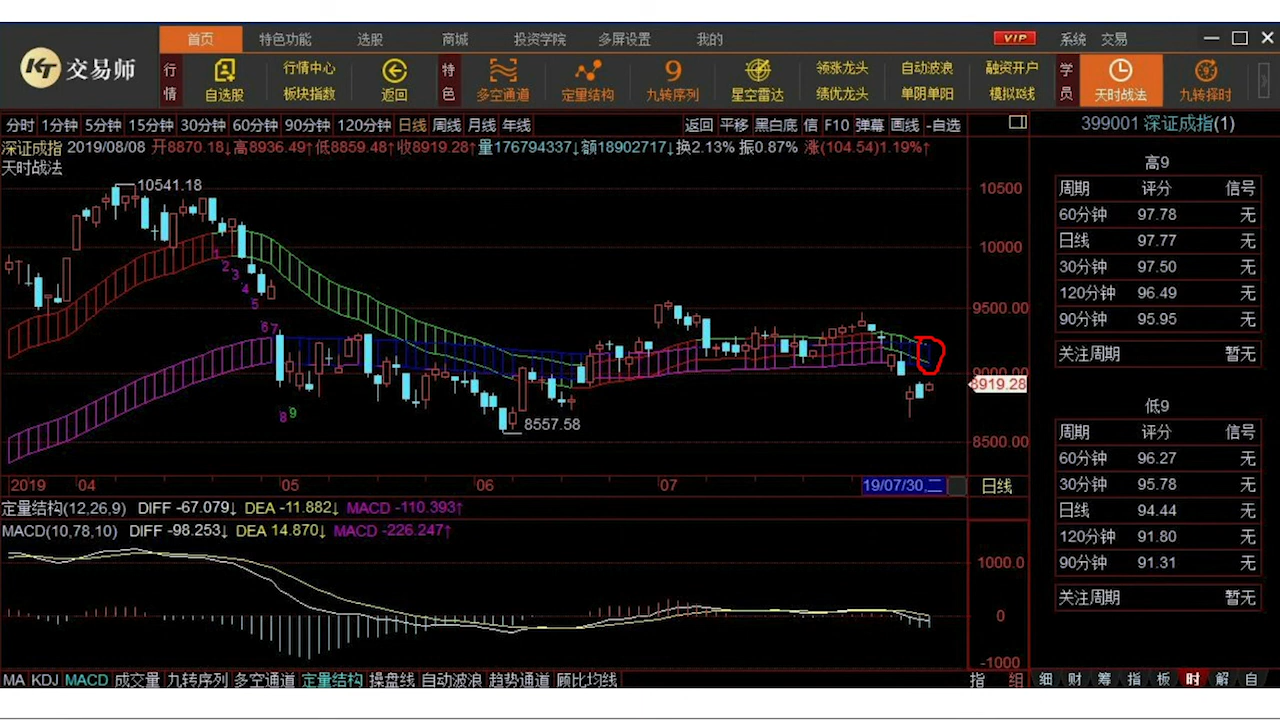 首页 特色功能 选股 商城 投资学院 多屏设置 我的 VIP 系统 交易
KT 交易师
行情 自选股 行情中心 板块指数 返回 特色 多空通道 定量结构 9 九转序列 星空雷达 领涨龙头 绩优龙头 自动波浪 单阴单阳 融资开户 模拟K线 学员 天时战法 九转择时
分时 1分钟 5分钟 15分钟 30分钟 60分钟 90分钟 120分钟 日线 周线 月线 年线 返回 平移 黑白底 信 F10 弹幕 画线 -自选
399001 深证成指(1)
深证成指 2019/08/08 开8870.18↓高8936.49↑低8859.48↑收8919.28↑量176794337↓额18902717↓换2.13% 振0.87% 涨(104.54)1.19%↑
天时战法
10541.18
10500
10000
9500.00
9000.00
8919.28
8500.00
1
2
3
4
5
6 7
8 9
8557.58
2019 04 05 06 07 19/07/30,二 日线
定量结构(12,26,9) DIFF -67.079↓ DEA -11.882↓ MACD -110.393↑
MACD(10,78,10) DIFF -98.253↓ DEA 14.870↓ MACD -226.247↑
1000.0
0
-1000
高9
周期 评分 信号
60分钟 97.78 无
日线 97.77 无
30分钟 97.50 无
120分钟 96.49 无
90分钟 95.95 无
关注周期 暂无
低9
周期 评分 信号
60分钟 96.27 无
30分钟 95.78 无
日线 94.44 无
120分钟 91.80 无
90分钟 91.31 无
关注周期 暂无
MA KDJ MACD 成交量 九转序列 多空通道 定量结构 操盘线 自动波浪 趋势通道 顾比均线 指 组 细 财 筹 指 板 时 解 自